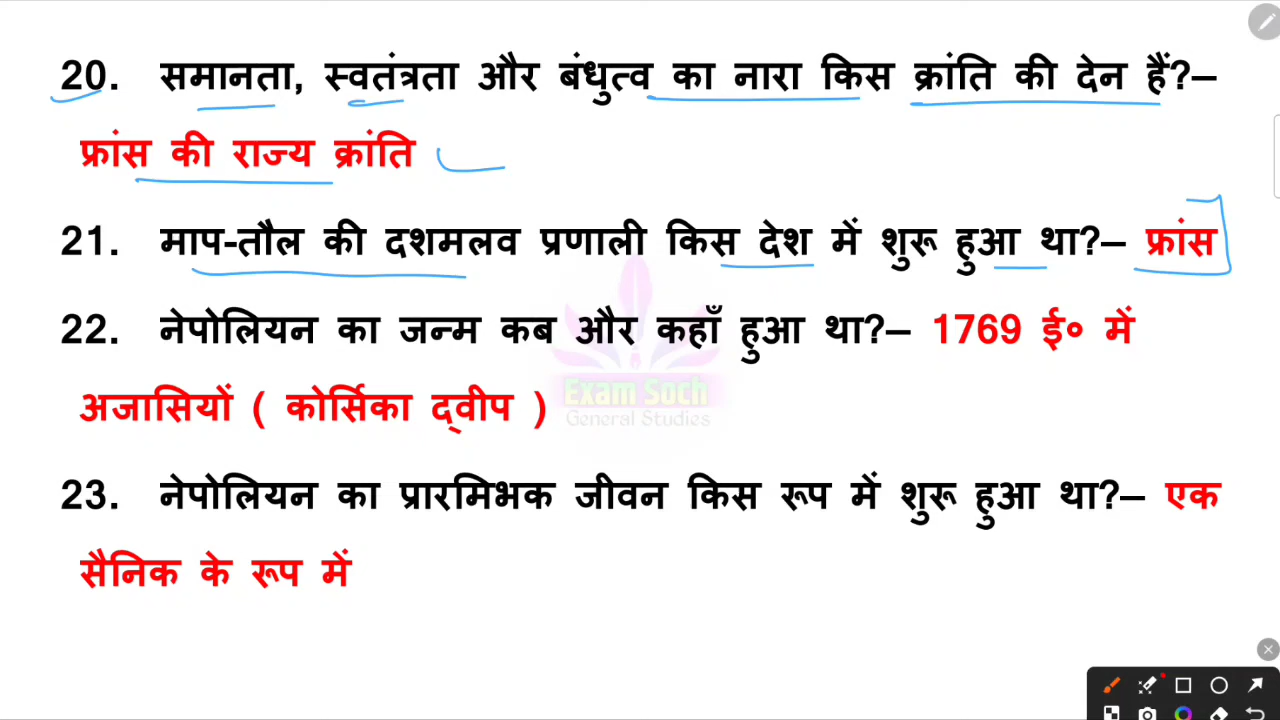 20. समानता, स्वतंत्रता और बंधुत्व का नारा किस क्रांति की देन हैं?–
फ्रांस की राज्य क्रांति
21. माप-तौल की दशमलव प्रणाली किस देश में शुरू हुआ था?– फ्रांस
22. नेपोलियन का जन्म कब और कहाँ हुआ था?– 1769 ई० में
अजासियों ( कोर्सिका द्वीप )
Exam Soch
General Studies
23. नेपोलियन का प्रारमिभक जीवन किस रूप में शुरू हुआ था?– एक
सैनिक के रूप में